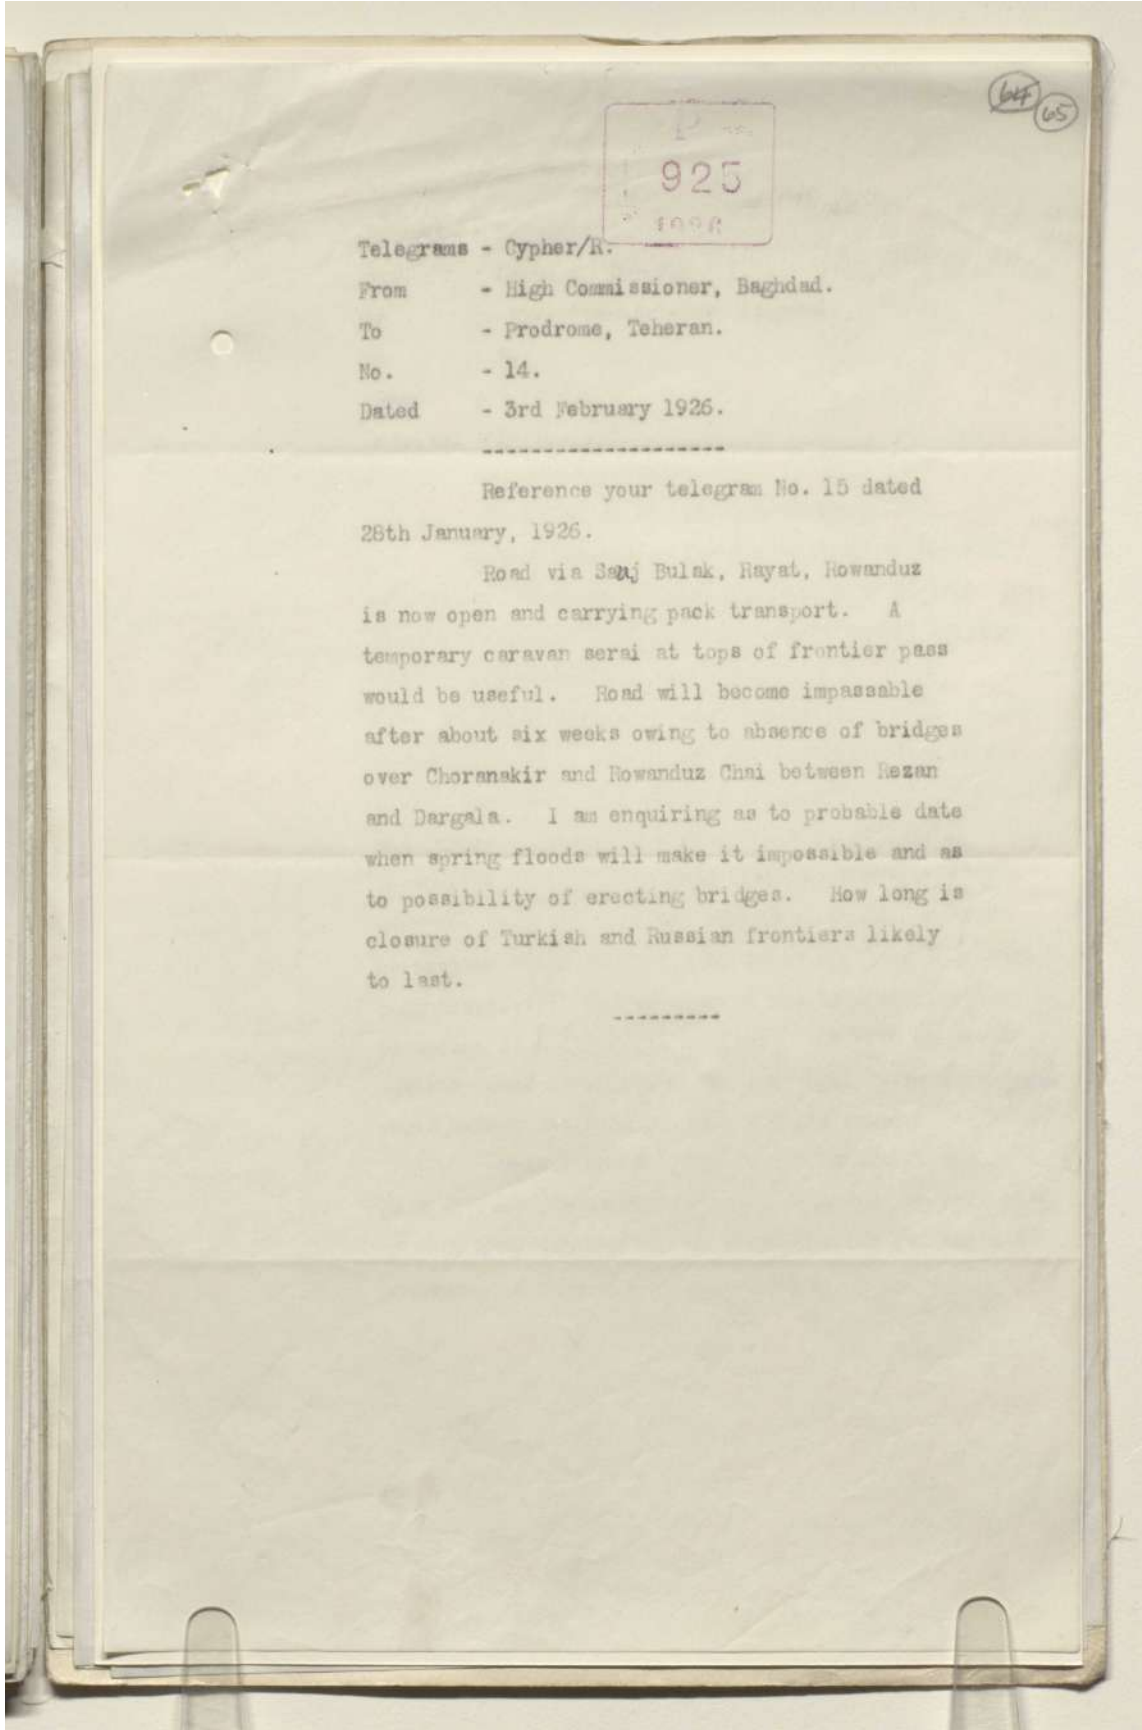 64
65
P
925
1926
Telegrams - Cypher/R.
From - High Commissioner, Baghdad.
To - Prodrome, Teheran.
No. - 14.
Dated - 3rd February 1926.
--------------------
Reference your telegram No. 15 dated
28th January, 1926.
Road via Sauj Bulak, Rayat, Rowanduz
is now open and carrying pack transport. A
temporary caravan serai at tops of frontier pass
would be useful. Road will become impassable
after about six weeks owing to absence of bridges
over Choranakir and Rowanduz Chai between Rezan
and Dargala. I am enquiring as to probable date
when spring floods will make it impossible and as
to possibility of erecting bridges. How long is
closure of Turkish and Russian frontiers likely
to last.
---------